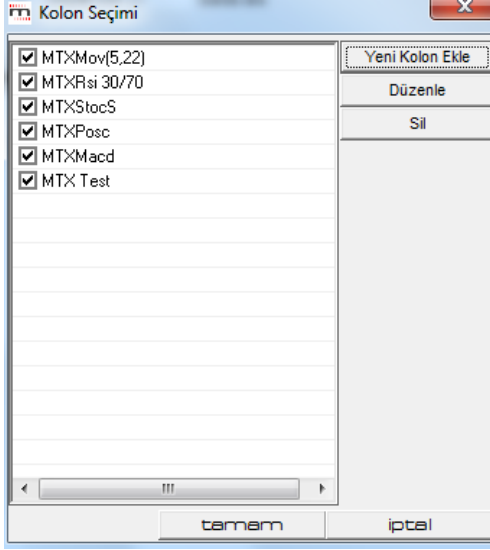 Kolon Seçimi
MTXMov(5,22)
MTXRsi 30/70
MTXStocS
MTXPosc
MTXMacd
MTX Test
Yeni Kolon Ekle
Düzenle
Sil
tamam
iptal